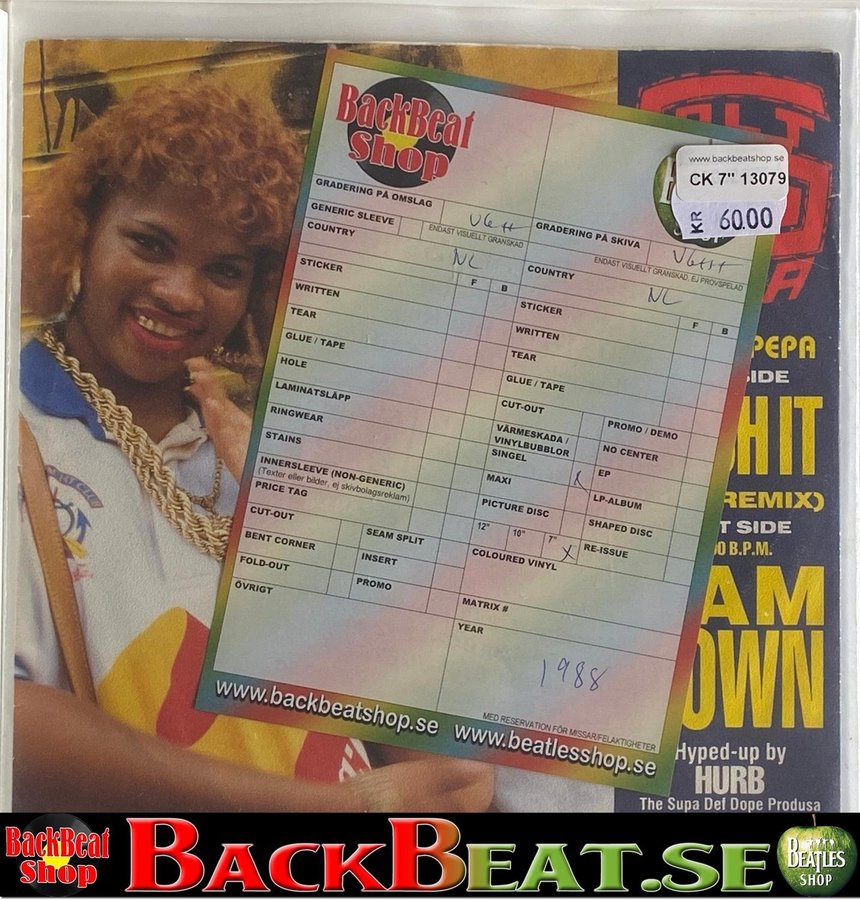 BackBeat
Shop
www.backbeatshop.se
CK 7" 13079
KR 60.00
GRADERING PÅ OMSLAG
VG++
GENERIC SLEEVE
ENDAST VISUELLT GRANSKAD
COUNTRY
NL
F B
STICKER
WRITTEN
TEAR
GLUE / TAPE
HOLE
LAMINATSLÄPP
RINGWEAR
STAINS
INNERSLEEVE (NON-GENERIC)
(Texter eller bilder, ej skivbolagsreklam)
PRICE TAG
CUT-OUT
SEAM SPLIT
BENT CORNER
INSERT
FOLD-OUT
PROMO
ÖVRIGT
GRADERING PÅ SKIVA
VG++
ENDAST VISUELLT GRANSKAD, EJ PROVSPELAD
COUNTRY
NL
F B
STICKER
WRITTEN
TEAR
GLUE / TAPE
CUT-OUT
PROMO / DEMO
VÄRMESKADA /
VINYLBUBBLOR
NO CENTER
SINGEL
EP
MAXI
LP-ALBUM
PICTURE DISC
SHAPED DISC
12" 10" 7" X
RE-ISSUE
COLOURED VINYL
MATRIX #
YEAR
1988
MED RESERVATION FÖR MISSAR/FELAKTIGHETER
www.backbeatshop.se www.beatlesshop.se
LT
A
PEPA
IDE
H IT
REMIX)
T SIDE
0 B.P.M.
AM
OWN
Hyped-up by
HURB
The Supa Def Dope Produsa
BackBeat
Shop
BACKBEAT.SE
BEATLES
SHOP